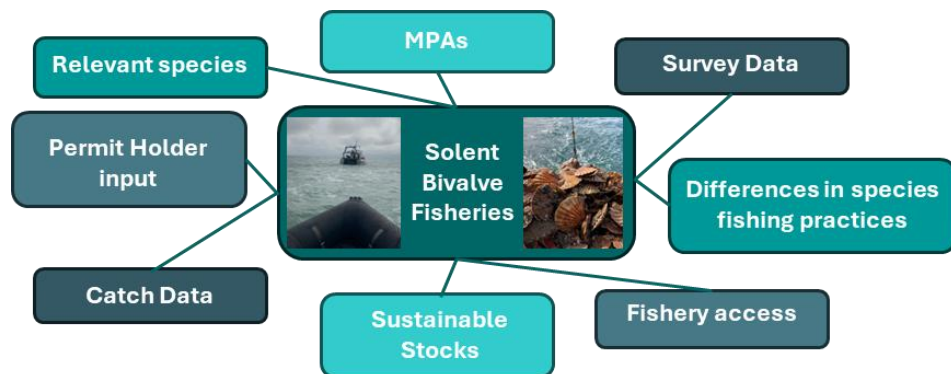 MPAs
Relevant species
Survey Data
Permit Holder
input
Solent
Bivalve
Fisheries
Differences in species
fishing practices
Catch Data
Sustainable
Stocks
Fishery access